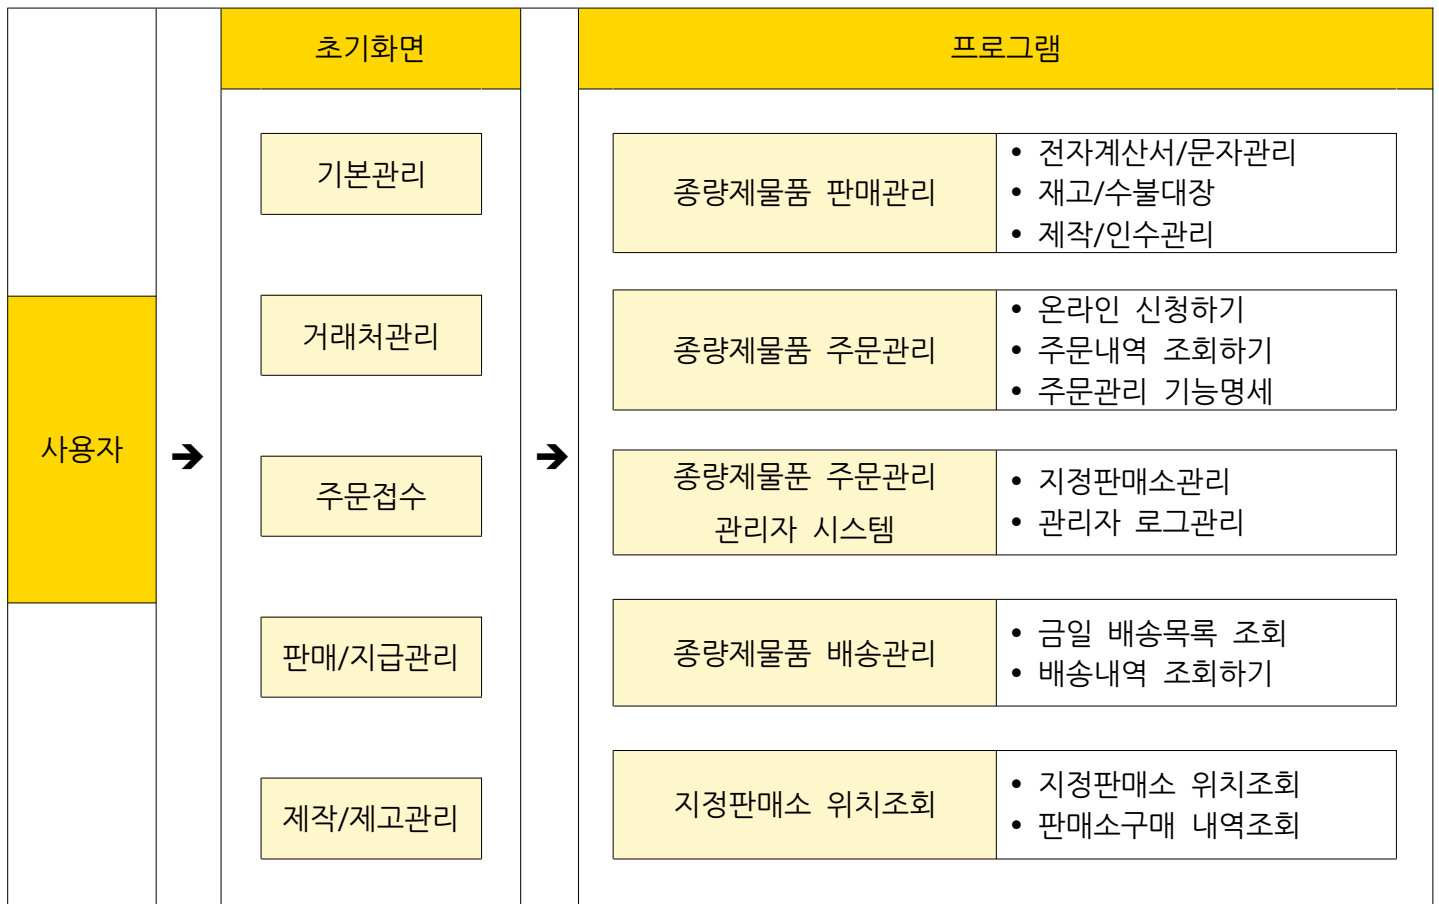 초기화면
프로그램
사용자
➔
➔
기본관리
거래처관리
주문접수
판매/지급관리
제작/제고관리
종량제물품 판매관리
• 전자계산서/문자관리
• 재고/수불대장
• 제작/인수관리
종량제물품 주문관리
• 온라인 신청하기
• 주문내역 조회하기
• 주문관리 기능명세
종량제물푼 주문관리
관리자 시스템
• 지정판매소관리
• 관리자 로그관리
종량제물품 배송관리
• 금일 배송목록 조회
• 배송내역 조회하기
지정판매소 위치조회
• 지정판매소 위치조회
• 판매소구매 내역조회